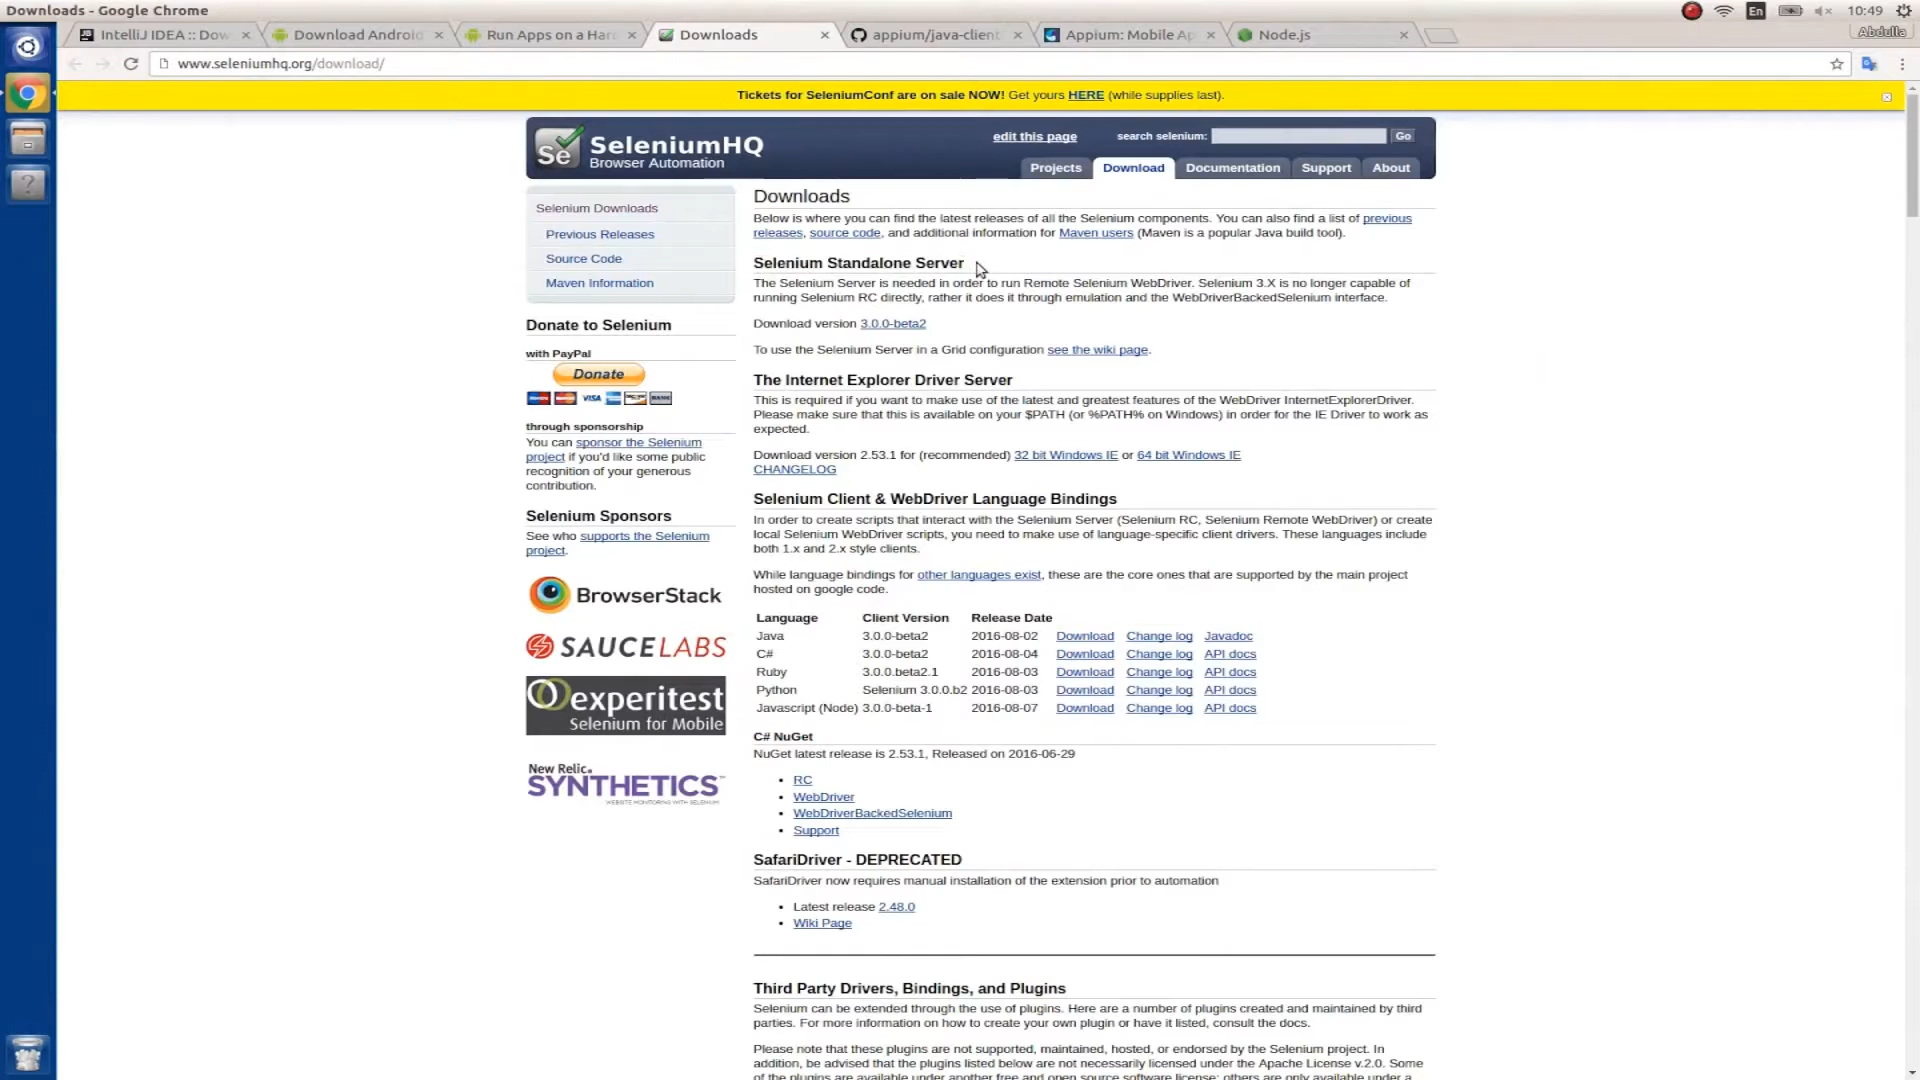 Downloads - Google Chrome
En
10:49
IntelliJ IDEA :: Dow
Download Android
Run Apps on a Har
Downloads
appium/java-client
Appium: Mobile Ap
Node.js
Abdulla
www.seleniumhq.org/download/
Tickets for SeleniumConf are on sale NOW! Get yours HERE (while supplies last).
Se
SeleniumHQ
Browser Automation
edit this page
search selenium:
Go
Projects
Download
Documentation
Support
About
Selenium Downloads
Previous Releases
Source Code
Maven Information
Donate to Selenium
with PayPal
Donate
VISA
BANK
through sponsorship
You can sponsor the Selenium
project if you'd like some public
recognition of your generous
contribution.
Selenium Sponsors
See who supports the Selenium
project.
BrowserStack
SAUCELABS
experitest
Selenium for Mobile
New Relic.
SYNTHETICS
WEBSITE MONITORING WITH SELENIUM
Downloads
Below is where you can find the latest releases of all the Selenium components. You can also find a list of previous
releases, source code, and additional information for Maven users (Maven is a popular Java build tool).
Selenium Standalone Server
The Selenium Server is needed in order to run Remote Selenium WebDriver. Selenium 3.X is no longer capable of
running Selenium RC directly, rather it does it through emulation and the WebDriverBackedSelenium interface.
Download version 3.0.0-beta2
To use the Selenium Server in a Grid configuration see the wiki page.
The Internet Explorer Driver Server
This is required if you want to make use of the latest and greatest features of the WebDriver InternetExplorerDriver.
Please make sure that this is available on your $PATH (or %PATH% on Windows) in order for the IE Driver to work as
expected.
Download version 2.53.1 for (recommended) 32 bit Windows IE or 64 bit Windows IE
CHANGELOG
Selenium Client & WebDriver Language Bindings
In order to create scripts that interact with the Selenium Server (Selenium RC, Selenium Remote WebDriver) or create
local Selenium WebDriver scripts, you need to make use of language-specific client drivers. These languages include
both 1.x and 2.x style clients.
While language bindings for other languages exist, these are the core ones that are supported by the main project
hosted on google code.
Language Client Version Release Date
Java 3.0.0-beta2 2016-08-02 Download Change log Javadoc
C# 3.0.0-beta2 2016-08-04 Download Change log API docs
Ruby 3.0.0.beta2.1 2016-08-03 Download Change log API docs
Python Selenium 3.0.0.b2 2016-08-03 Download Change log API docs
Javascript (Node) 3.0.0-beta-1 2016-08-07 Download Change log API docs
C# NuGet
NuGet latest release is 2.53.1, Released on 2016-06-29
RC
WebDriver
WebDriverBackedSelenium
Support
SafariDriver - DEPRECATED
SafariDriver now requires manual installation of the extension prior to automation
Latest release 2.48.0
Wiki Page
Third Party Drivers, Bindings, and Plugins
Selenium can be extended through the use of plugins. Here are a number of plugins created and maintained by third
parties. For more information on how to create your own plugin or have it listed, consult the docs.
Please note that these plugins are not supported, maintained, hosted, or endorsed by the Selenium project. In
addition, be advised that the plugins listed below are not necessarily licensed under the Apache License v.2.0. Some
of the plugins are available under another free and open source software license; others are only available under a